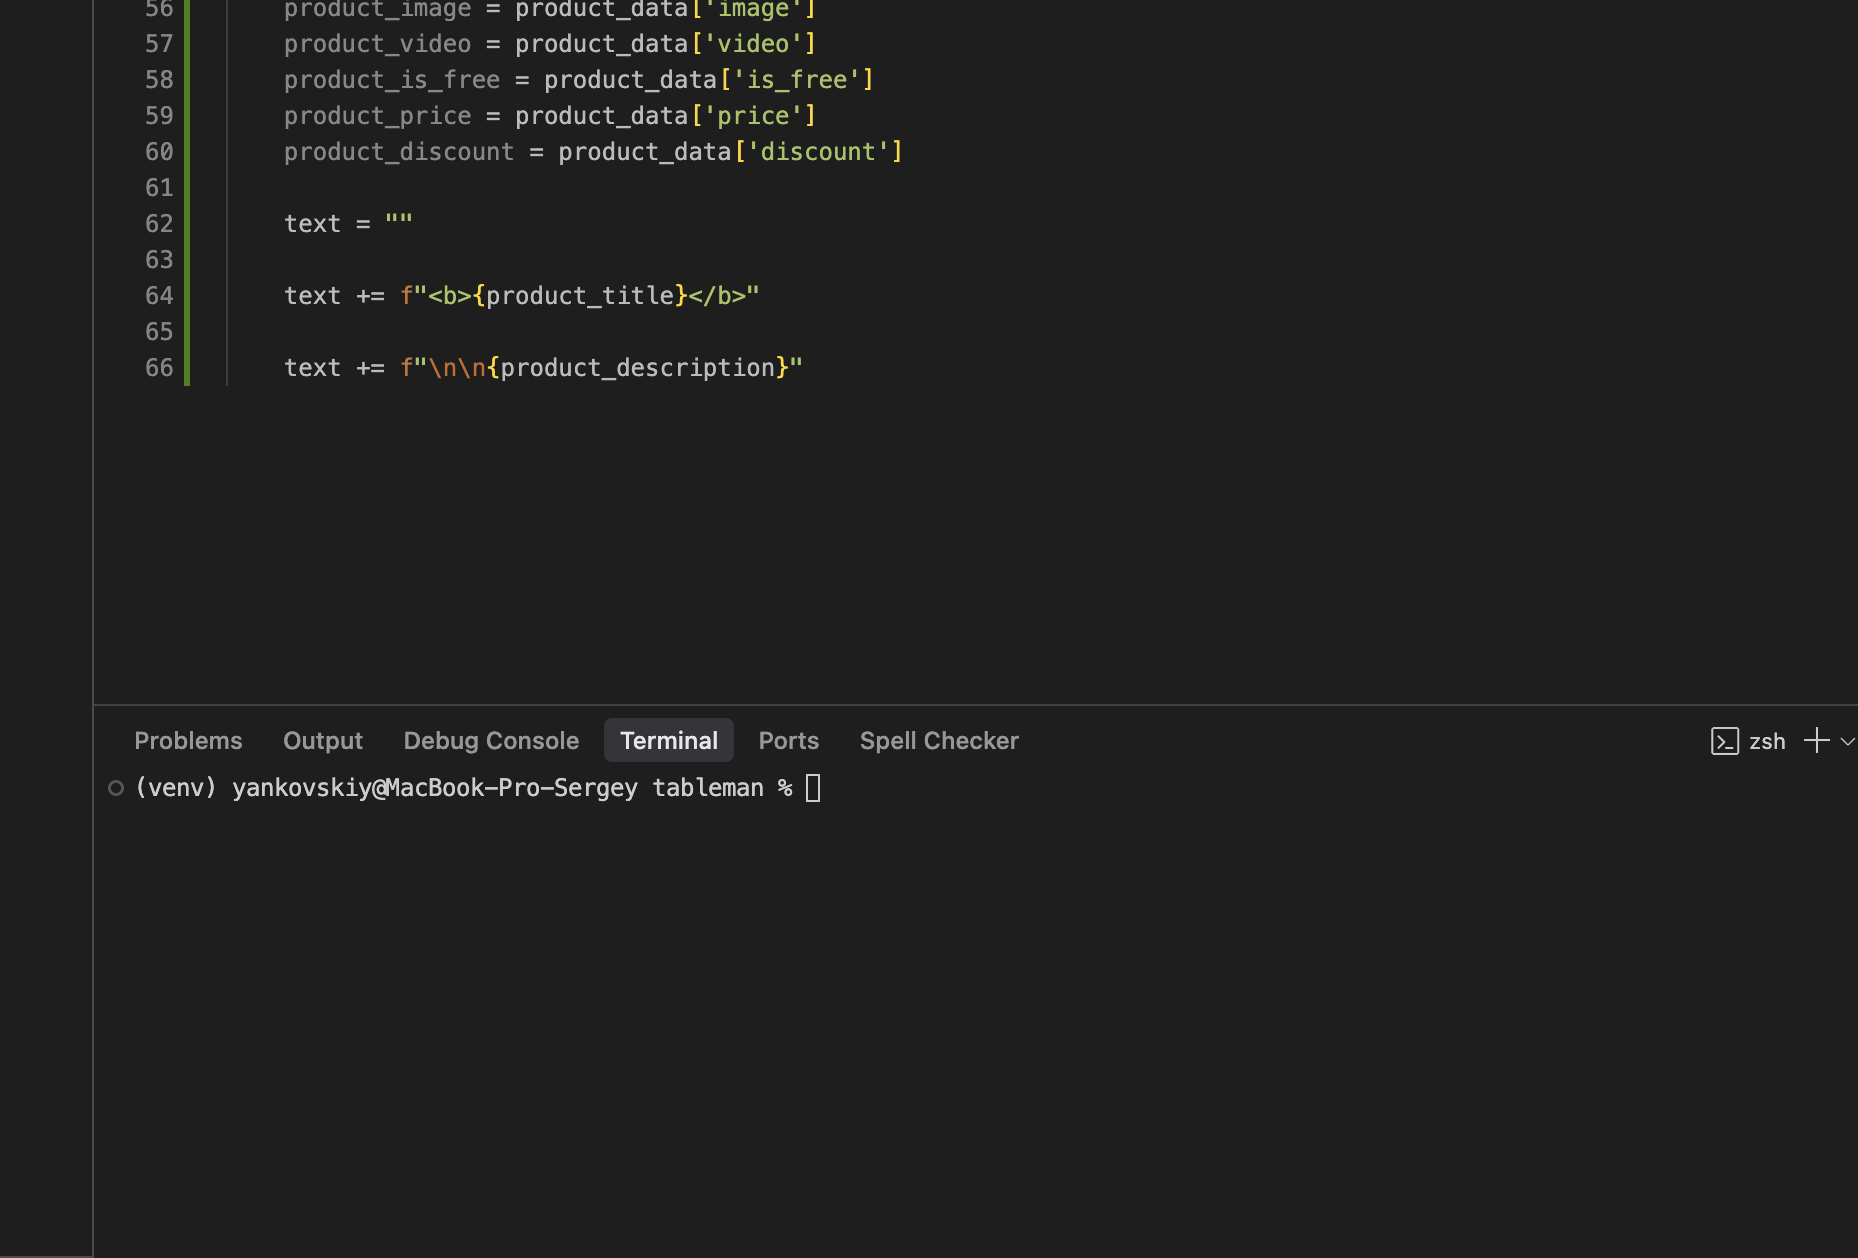 56 product_image = product_data['image']
57 product_video = product_data['video']
58 product_is_free = product_data['is_free']
59 product_price = product_data['price']
60 product_discount = product_data['discount']
61
62 text = ""
63
64 text += f"<b>{product_title}</b>"
65
66 text += f"\n\n{product_description}"
Problems Output Debug Console Terminal Ports Spell Checker zsh
(venv) yankovskiy@MacBook-Pro-Sergey tableman %